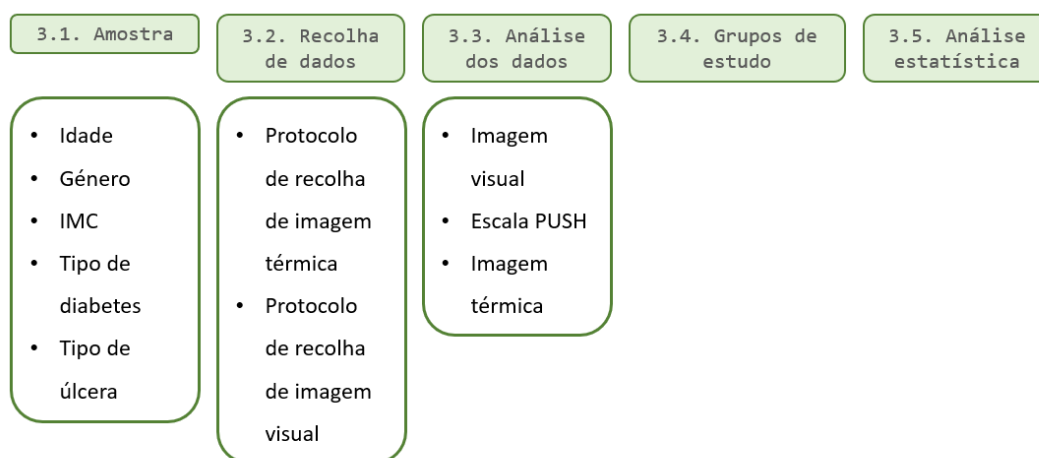 3.1. Amostra
3.2. Recolha
de dados
3.3. Análise
dos dados
3.4. Grupos de
estudo
3.5. Análise
estatística
• Idade
• Género
• IMC
• Tipo de
diabetes
• Tipo de
úlcera
• Protocolo
de recolha
de imagem
térmica
• Protocolo
de recolha
de imagem
visual
• Imagem
visual
• Escala PUSH
• Imagem
térmica